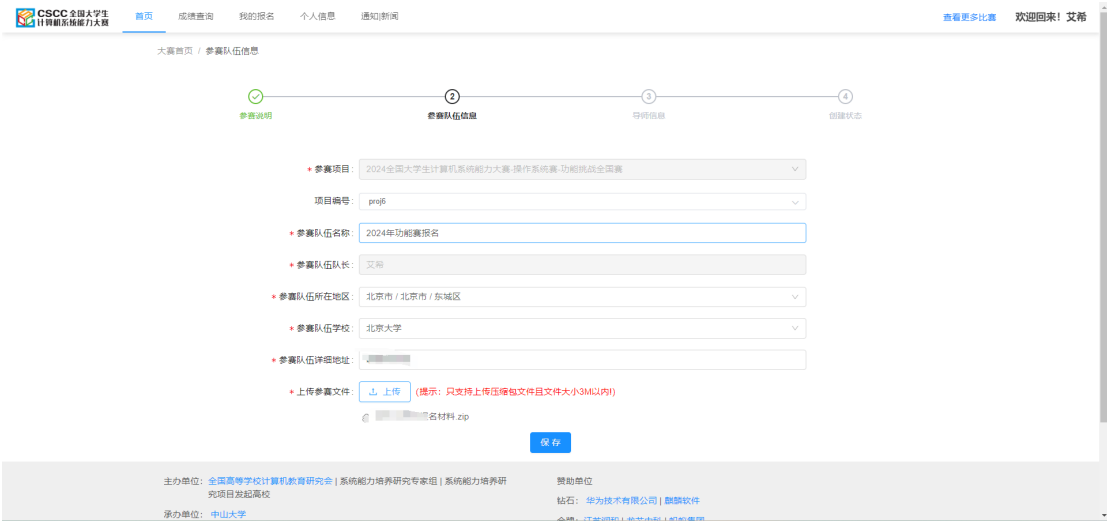 CSCC 全国大学生
计算机系统能力大赛
首页 成绩查询 我的报名 个人信息 通知|新闻 查看更多比赛 欢迎回来！艾希
大赛首页 / 参赛队伍信息
2 3 4
参赛说明 参赛队伍信息 导师信息 创建状态
* 参赛项目： 2024全国大学生计算机系统能力大赛-操作系统赛-功能挑战全国赛
项目编号： proj6
* 参赛队伍名称： 2024年功能赛报名
* 参赛队伍队长： 艾希
* 参赛队伍所在地区： 北京市 / 北京市 / 东城区
* 参赛队伍学校： 北京大学
* 参赛队伍详细地址：
* 上传参赛文件： 上传 (提示：只支持上传压缩包文件且文件大小3M以内!)
名材料.zip
保存
主办单位： 全国高等学校计算机教育研究会 | 系统能力培养研究专家组 | 系统能力培养研
究项目发起高校
赞助单位
钻石： 华为技术有限公司 | 麒麟软件
承办单位： 中山大学